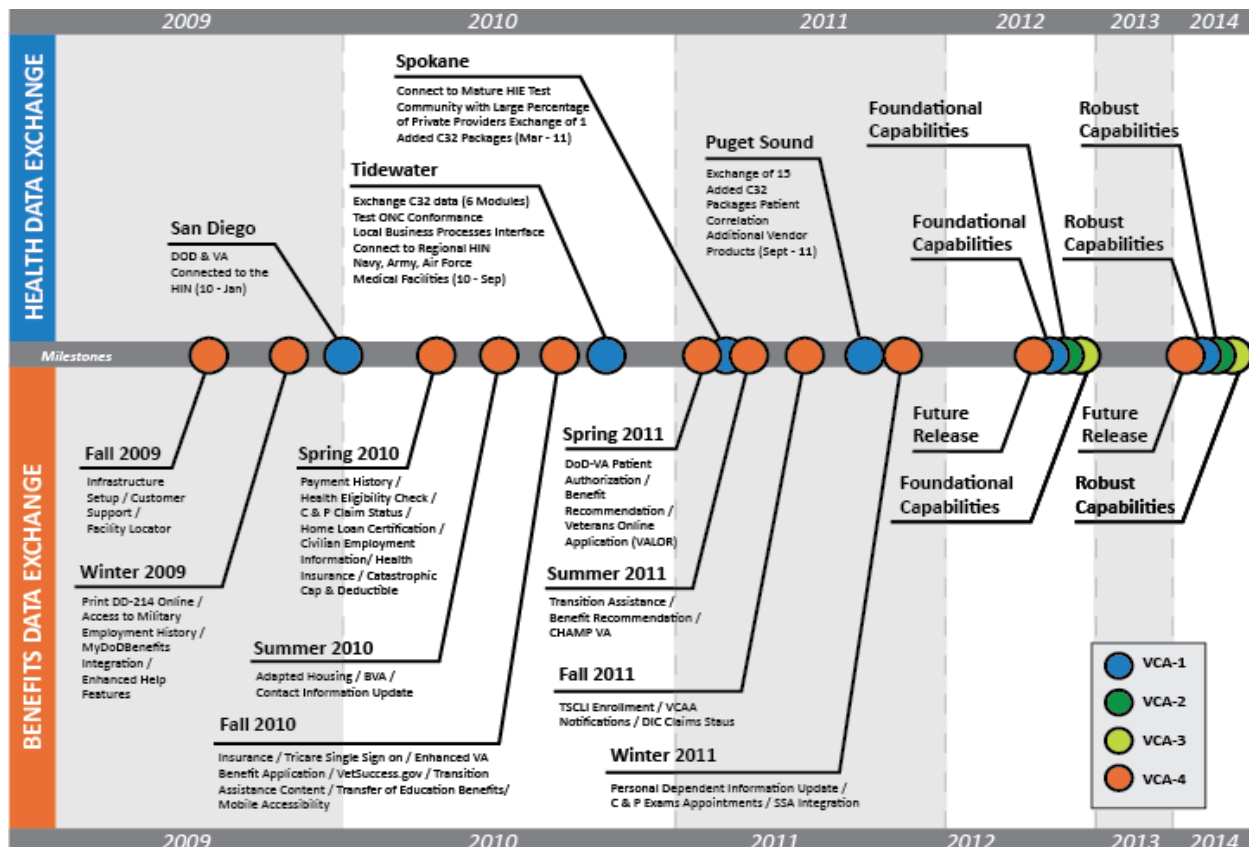 2009 2010 2011 2012 2013 2014
HEALTH DATA EXCHANGE
Spokane
Connect to Mature HIE Test
Community with Large Percentage
of Private Providers Exchange of 1
Added C32 Packages (Mar - 11)
Tidewater
Exchange C32 data (6 Modules)
Test ONC Conformance
Local Business Processes Interface
Connect to Regional HIN
Navy, Army, Air Force
Medical Facilities (10 - Sep)
San Diego
DOD & VA
Connected to the
HIN (10 - Jan)
Puget Sound
Exchange of 15
Added C32
Packages Patient
Correlation
Additional Vendor
Products (Sept - 11)
Foundational
Capabilities
Robust
Capabilities
Foundational
Capabilities
Robust
Capabilities
Milestones
BENEFITS DATA EXCHANGE
Fall 2009
Infrastructure
Setup / Customer
Support /
Facility Locator
Winter 2009
Print DD-214 Online /
Access to Military
Employment History /
MyDoDBenefits
Integration /
Enhanced Help
Features
Spring 2010
Payment History /
Health Eligibility Check /
C & P Claim Status /
Home Loan Certification /
Civilian Employment
Information/ Health
Insurance / Catastrophic
Cap & Deductible
Summer 2010
Adapted Housing / BVA /
Contact Information Update
Fall 2010
Insurance / Tricare Single Sign on / Enhanced VA
Benefit Application / VetSuccess.gov / Transition
Assistance Content / Transfer of Education Benefits/
Mobile Accessibility
Spring 2011
DoD-VA Patient
Authorization /
Benefit
Recommendation /
Veterans Online
Application (VALOR)
Summer 2011
Transition Assistance /
Benefit Recommendation /
CHAMP VA
Fall 2011
TSCLI Enrollment / VCAA
Notifications / DIC Claims Staus
Winter 2011
Personal Dependent Information Update /
C & P Exams Appointments / SSA Integration
Future
Release
Foundational
Capabilities
Future
Release
Robust
Capabilities
VCA-1
VCA-2
VCA-3
VCA-4
2009 2010 2011 2012 2013 2014